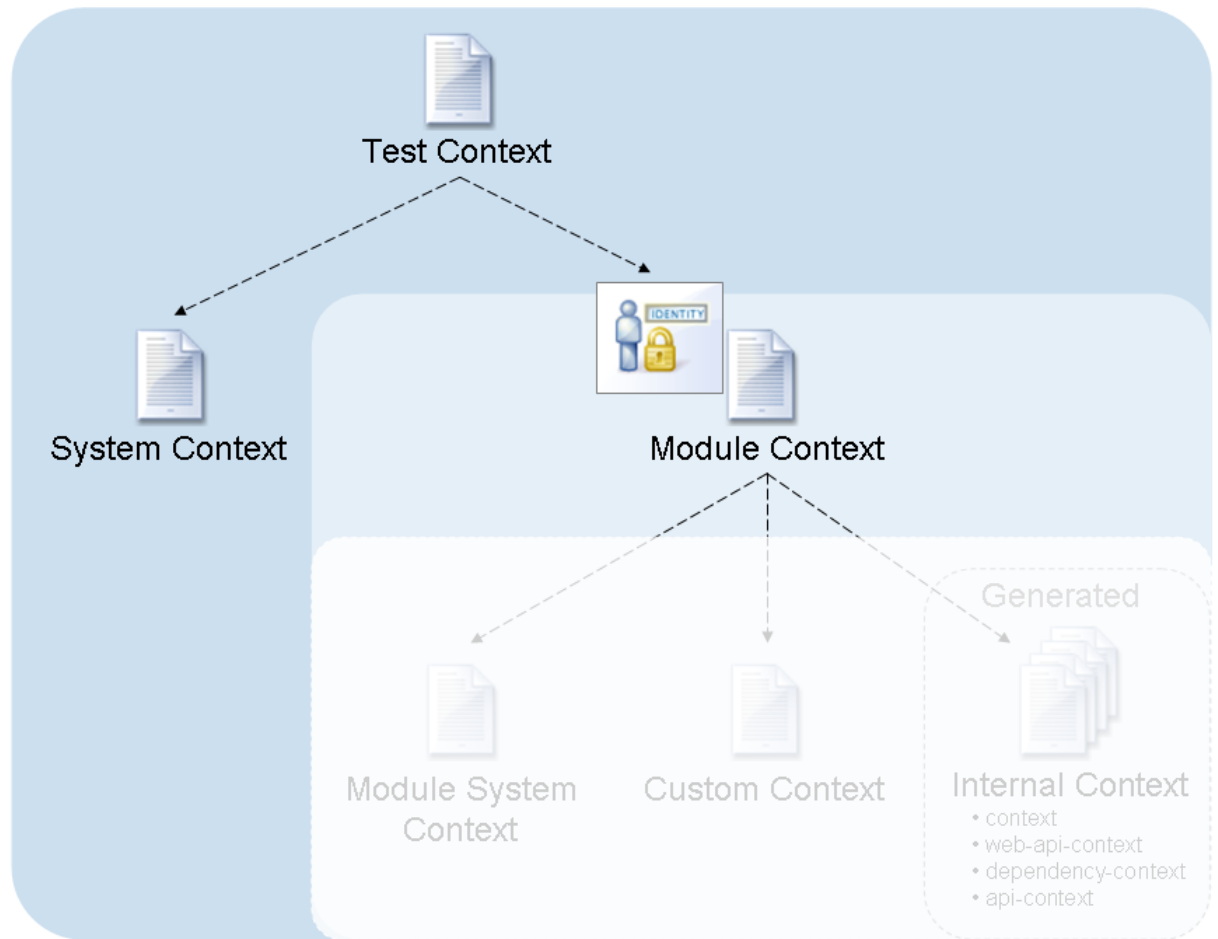 Test Context
IDENTITY
System Context
Module Context
Generated
Module System
Context
Custom Context
Internal Context
• context
• web-api-context
• dependency-context
• api-context